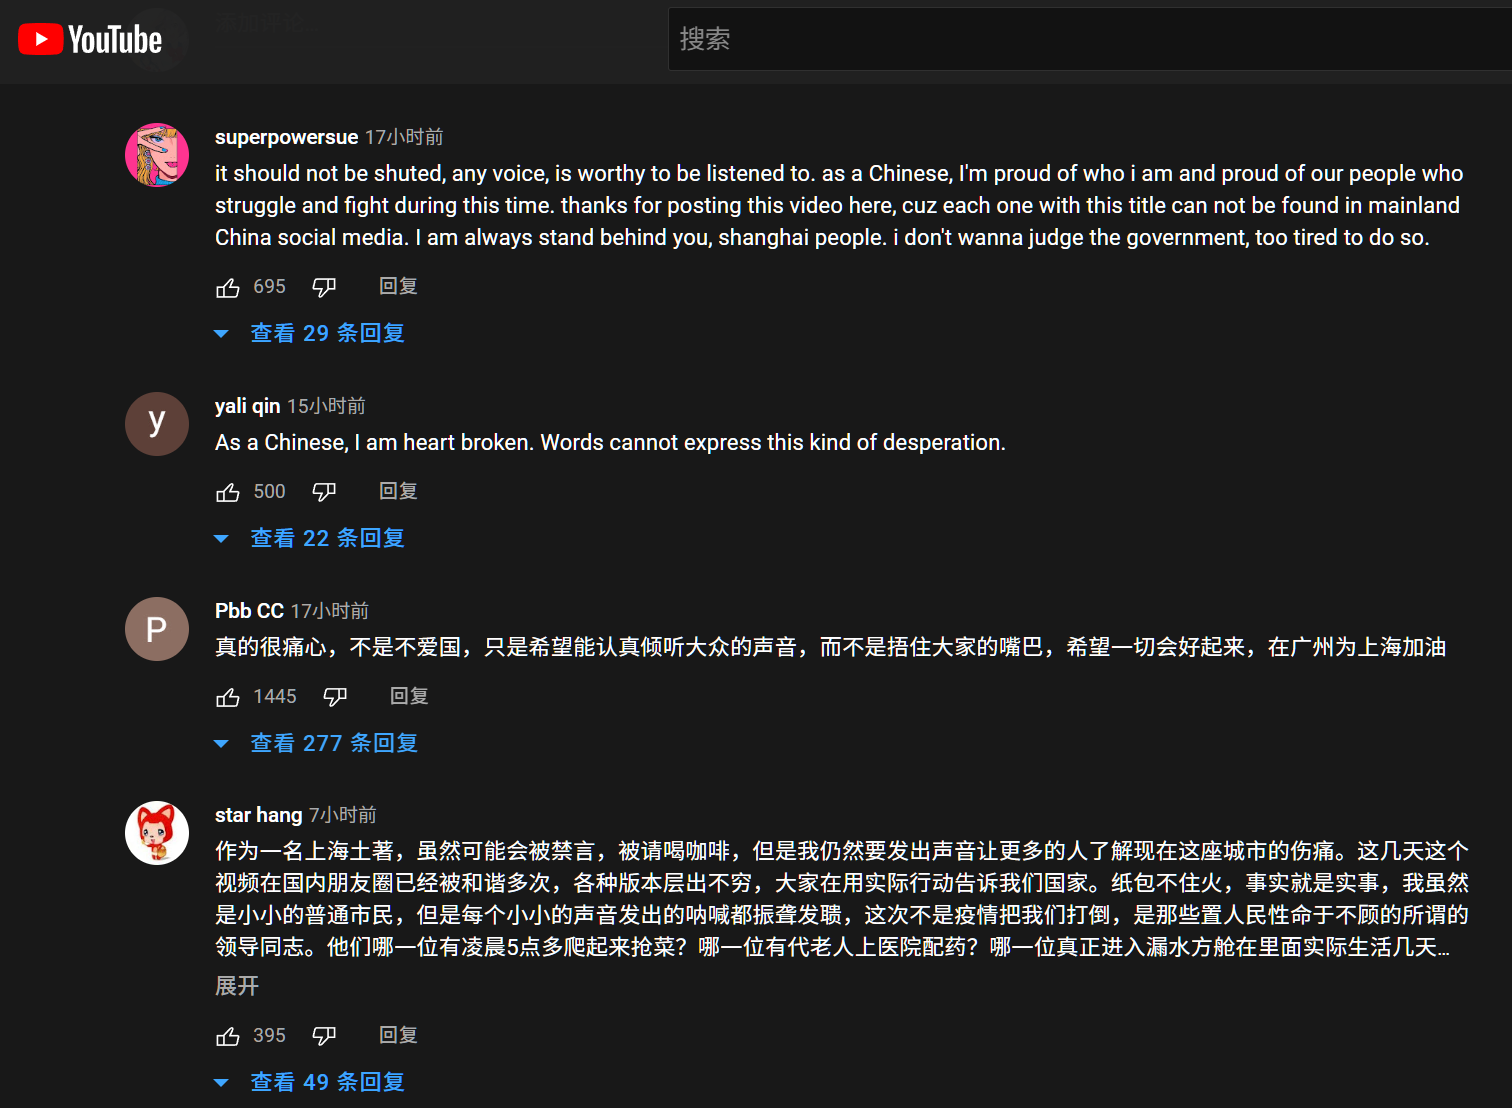 YouTube
添加评论...
搜索
superpowersue 17小时前
it should not be shuted, any voice, is worthy to be listened to. as a Chinese, I'm proud of who i am and proud of our people who
struggle and fight during this time. thanks for posting this video here, cuz each one with this title can not be found in mainland
China social media. I am always stand behind you, shanghai people. i don't wanna judge the government, too tired to do so.
695 回复
查看 29 条回复
y
yali qin 15小时前
As a Chinese, I am heart broken. Words cannot express this kind of desperation.
500 回复
查看 22 条回复
P
Pbb CC 17小时前
真的很痛心，不是不爱国，只是希望能认真倾听大众的声音，而不是捂住大家的嘴巴，希望一切会好起来，在广州为上海加油
1445 回复
查看 277 条回复
star hang 7小时前
作为一名上海土著，虽然可能会被禁言，被请喝咖啡，但是我仍然要发出声音让更多的人了解现在这座城市的伤痛。这几天这个
视频在国内朋友圈已经被和谐多次，各种版本层出不穷，大家在用实际行动告诉我们国家。纸包不住火，事实就是实事，我虽然
是小小的普通市民，但是每个小小的声音发出的呐喊都振聋发聩，这次不是疫情把我们打倒，是那些置人民性命于不顾的所谓的
领导同志。他们哪一位有凌晨5点多爬起来抢菜？哪一位有代老人上医院配药？哪一位真正进入漏水方舱在里面实际生活几天...
展开
395 回复
查看 49 条回复